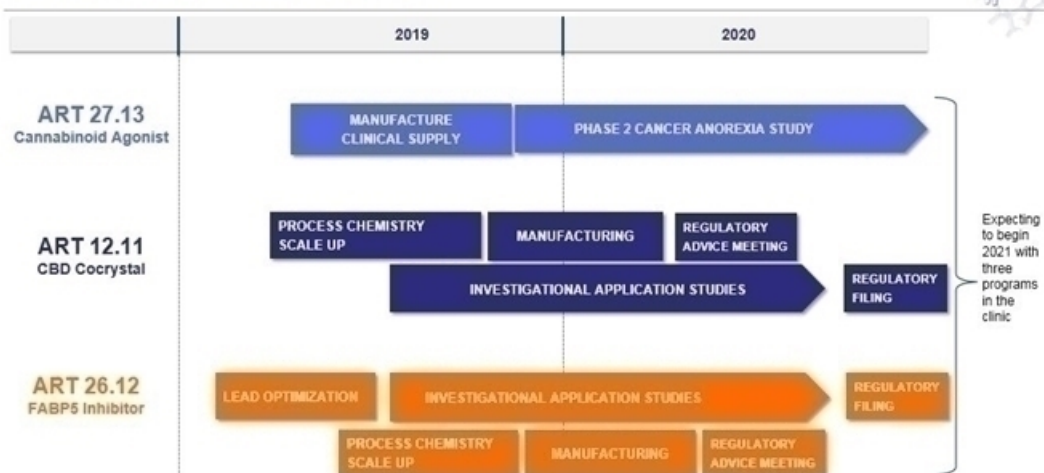 2019
2020
ART 27.13
Cannabinoid Agonist
MANUFACTURE
CLINICAL SUPPLY
PHASE 2 CANCER ANOREXIA STUDY
ART 12.11
CBD Cocrystal
PROCESS CHEMISTRY
SCALE UP
MANUFACTURING
REGULATORY
ADVICE MEETING
INVESTIGATIONAL APPLICATION STUDIES
REGULATORY
FILING
Expecting
to begin
2021 with
three
programs
in the
clinic
ART 26.12
FABP5 Inhibitor
LEAD OPTIMIZATION
INVESTIGATIONAL APPLICATION STUDIES
REGULATORY
FILING
PROCESS CHEMISTRY
SCALE UP
MANUFACTURING
REGULATORY
ADVICE MEETING